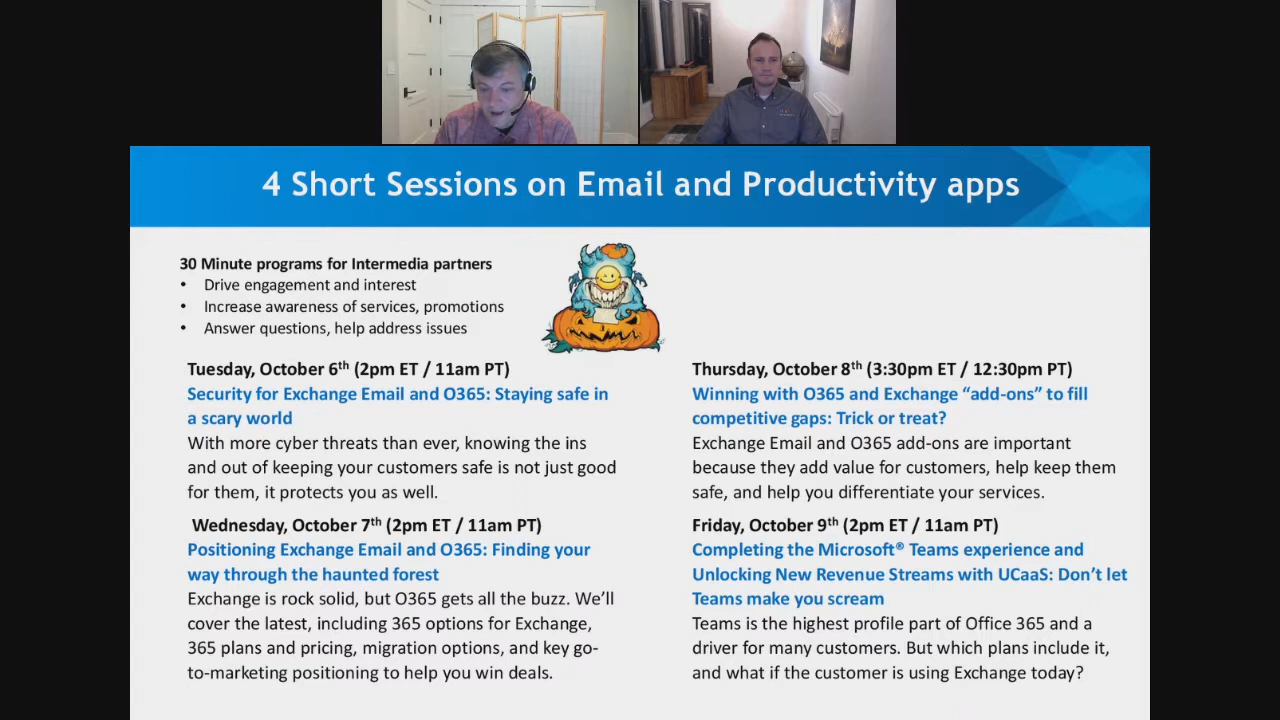 4 Short Sessions on Email and Productivity apps
30 Minute programs for Intermedia partners
• Drive engagement and interest
• Increase awareness of services, promotions
• Answer questions, help address issues
Tuesday, October 6th (2pm ET / 11am PT)
Security for Exchange Email and O365: Staying safe in
a scary world
With more cyber threats than ever, knowing the ins
and out of keeping your customers safe is not just good
for them, it protects you as well.
Wednesday, October 7th (2pm ET / 11am PT)
Positioning Exchange Email and O365: Finding your
way through the haunted forest
Exchange is rock solid, but O365 gets all the buzz. We'll
cover the latest, including 365 options for Exchange,
365 plans and pricing, migration options, and key go-
to-marketing positioning to help you win deals.
Thursday, October 8th (3:30pm ET / 12:30pm PT)
Winning with O365 and Exchange “add-ons” to fill
competitive gaps: Trick or treat?
Exchange Email and O365 add-ons are important
because they add value for customers, help keep them
safe, and help you differentiate your services.
Friday, October 9th (2pm ET / 11am PT)
Completing the Microsoft® Teams experience and
Unlocking New Revenue Streams with UCaaS: Don't let
Teams make you scream
Teams is the highest profile part of Office 365 and a
driver for many customers. But which plans include it,
and what if the customer is using Exchange today?